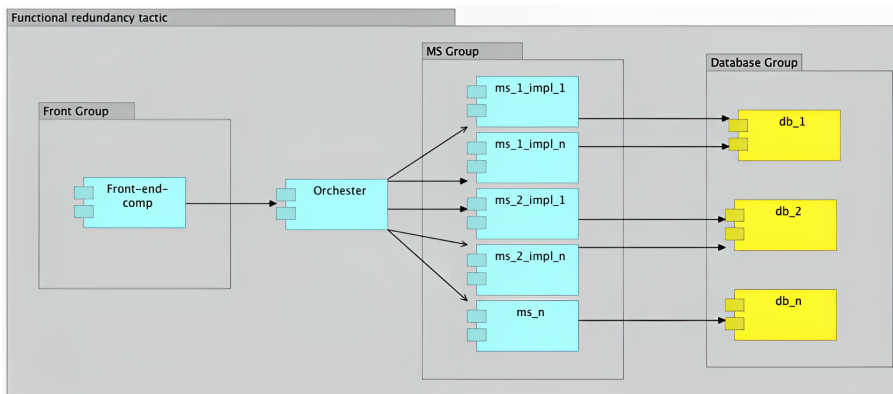 Functional redundancy tactic
MS Group
Database Group
Front Group
ms_1_impl_1
db_1
ms_1_impl_n
Front-end-
comp
Orchester
ms_2_impl_1
db_2
ms_2_impl_n
ms_n
db_n